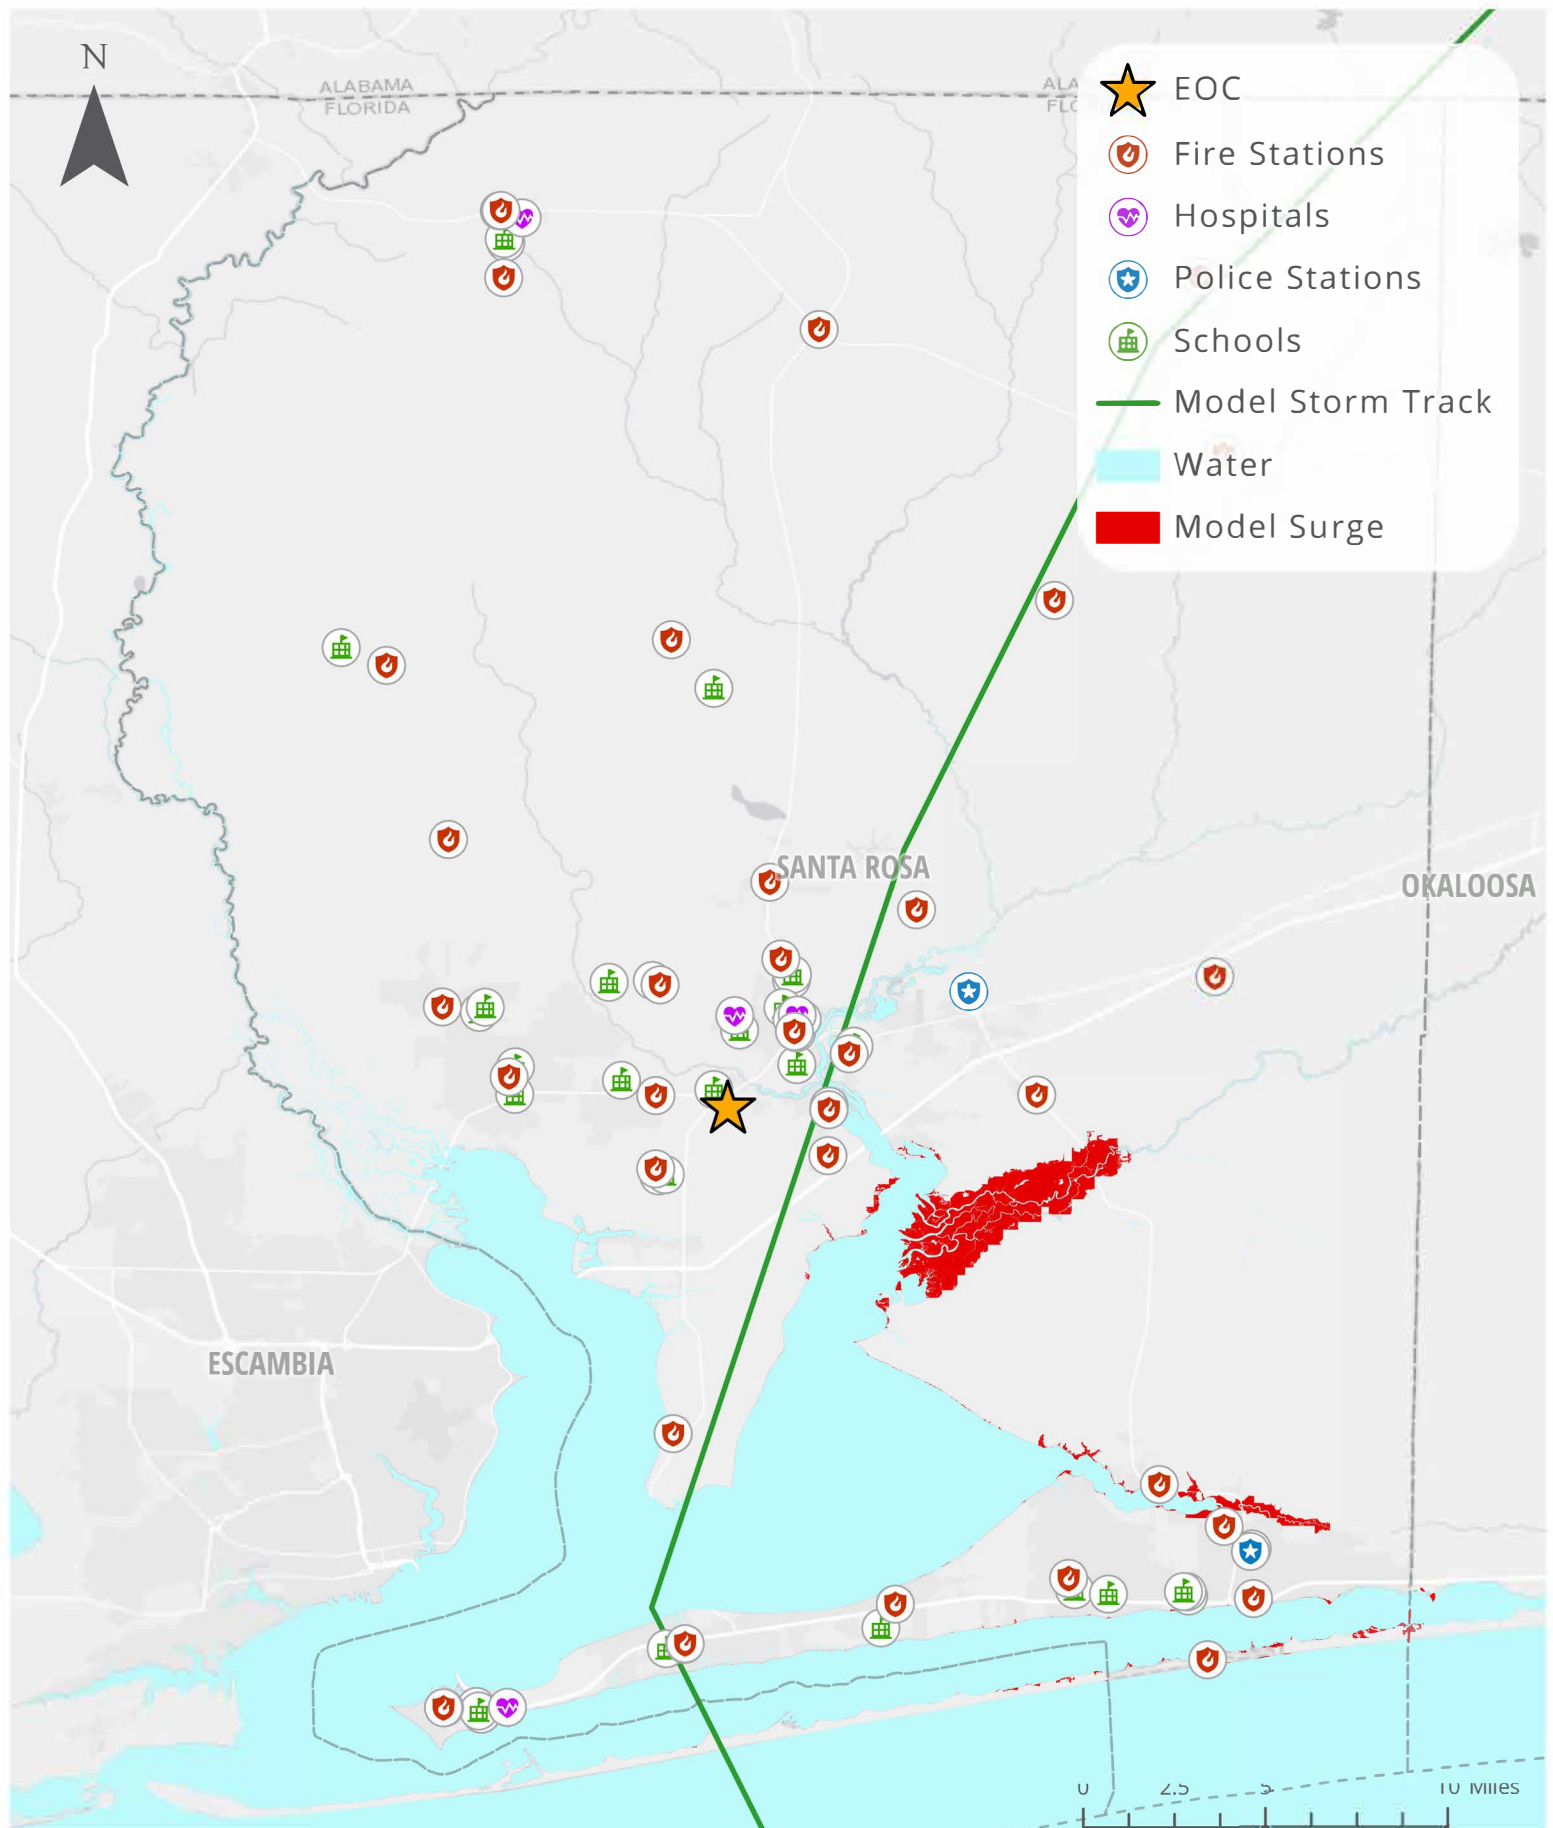 N
ALABAMA
FLORIDA
EOC
Fire Stations
Hospitals
Police Stations
Schools
Model Storm Track
Water
Model Surge
SANTA ROSA
OKALOOSA
ESCAMBIA
0 2.5 5 10 Miles